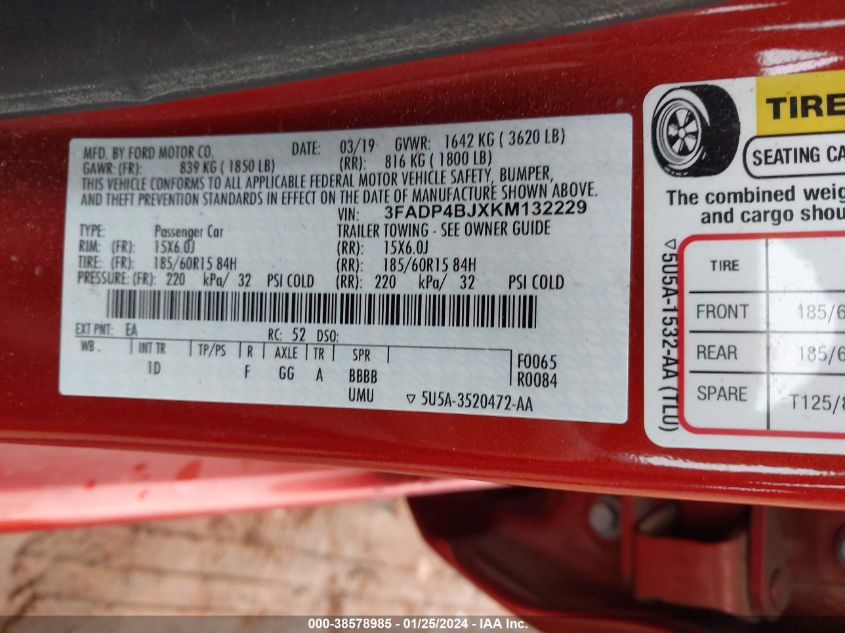 MFD. BY FORD MOTOR CO. DATE: 03/19 GVWR: 1642 KG ( 3620 LB)
GAWR: (FR): 839 KG ( 1850 LB) (RR): 816 KG ( 1800 LB)
THIS VEHICLE CONFORMS TO ALL APPLICABLE FEDERAL MOTOR VEHICLE SAFETY, BUMPER,
AND THEFT PREVENTION STANDARDS IN EFFECT ON THE DATE OF MANUFACTURE SHOWN ABOVE.
VIN: 3FADP4BJXKM132229
TYPE: Passenger Car TRAILER TOWING - SEE OWNER GUIDE
RIM: (FR): 15X6.0J (RR): 15X6.0J
TIRE: (FR): 185/60R15 84H (RR): 185/60R15 84H
PRESSURE: (FR): 220 kPa/ 32 PSI COLD (RR): 220 kPa/ 32 PSI COLD
EXT PNT: EA RC: 52 DSO:
WB INT TR TP/PS R AXLE TR SPR F0065
1D F GG A BBBB R0084
UMU ▽ 5U5A-3520472-AA
TIRE
SEATING CA
The combined weig
and cargo shou
▽5U5A-1532-AA (TLU)
TIRE
FRONT 185/6
REAR 185/6
SPARE T125/8
000-38578985 - 01/25/2024 - IAA Inc.